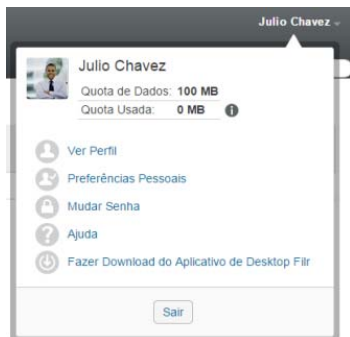 Julio Chavez
Julio Chavez
Quota de Dados: 100 MB
Quota Usada: 0 MB
Ver Perfil
Preferências Pessoais
Mudar Senha
Ajuda
Fazer Download do Aplicativo de Desktop Filr
Sair